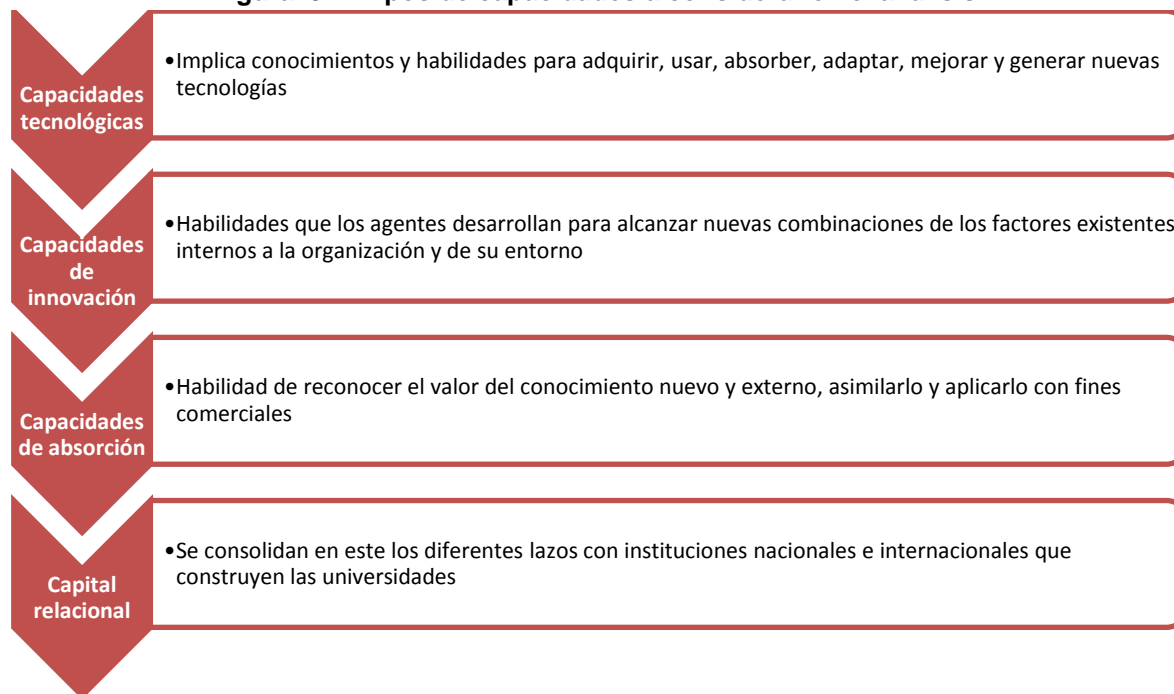 Capacidades
tecnológicas
•Implica conocimientos y habilidades para adquirir, usar, absorber, adaptar, mejorar y generar nuevas
tecnologías
Capacidades
de
innovación
•Habilidades que los agentes desarrollan para alcanzar nuevas combinaciones de los factores existentes
internos a la organización y de su entorno
Capacidades
de absorción
•Habilidad de reconocer el valor del conocimiento nuevo y externo, asimilarlo y aplicarlo con fines
comerciales
Capital
relacional
•Se consolidan en este los diferentes lazos con instituciones nacionales e internacionales que
construyen las universidades